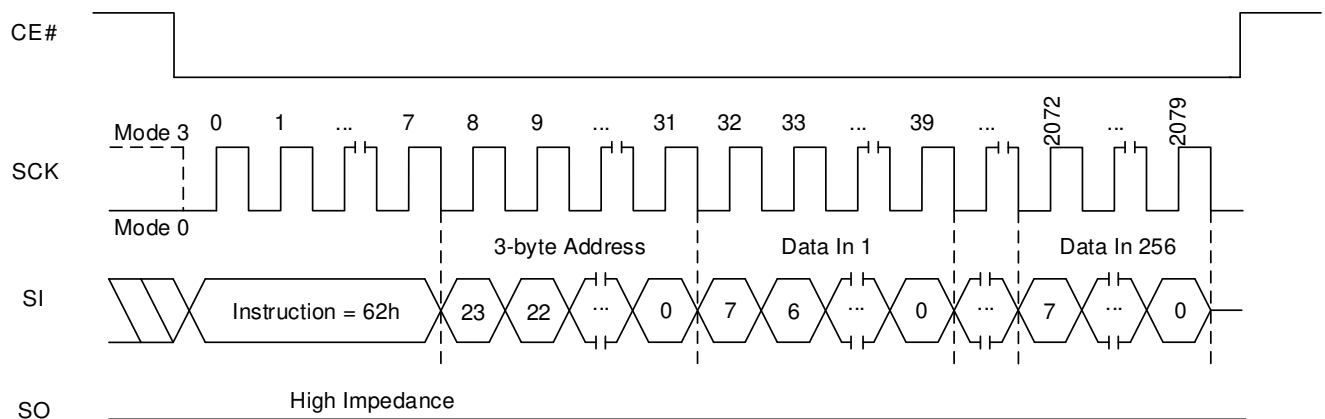 CE#
SCK
Mode 3
Mode 0
0 1 ... 7 8 9 ... 31 32 33 ... 39 ... 2072 ... 2079
3-byte Address
Data In 1
Data In 256
SI
Instruction = 62h
23 22 ... 0 7 6 ... 0 ... 7 ... 0
SO
High Impedance